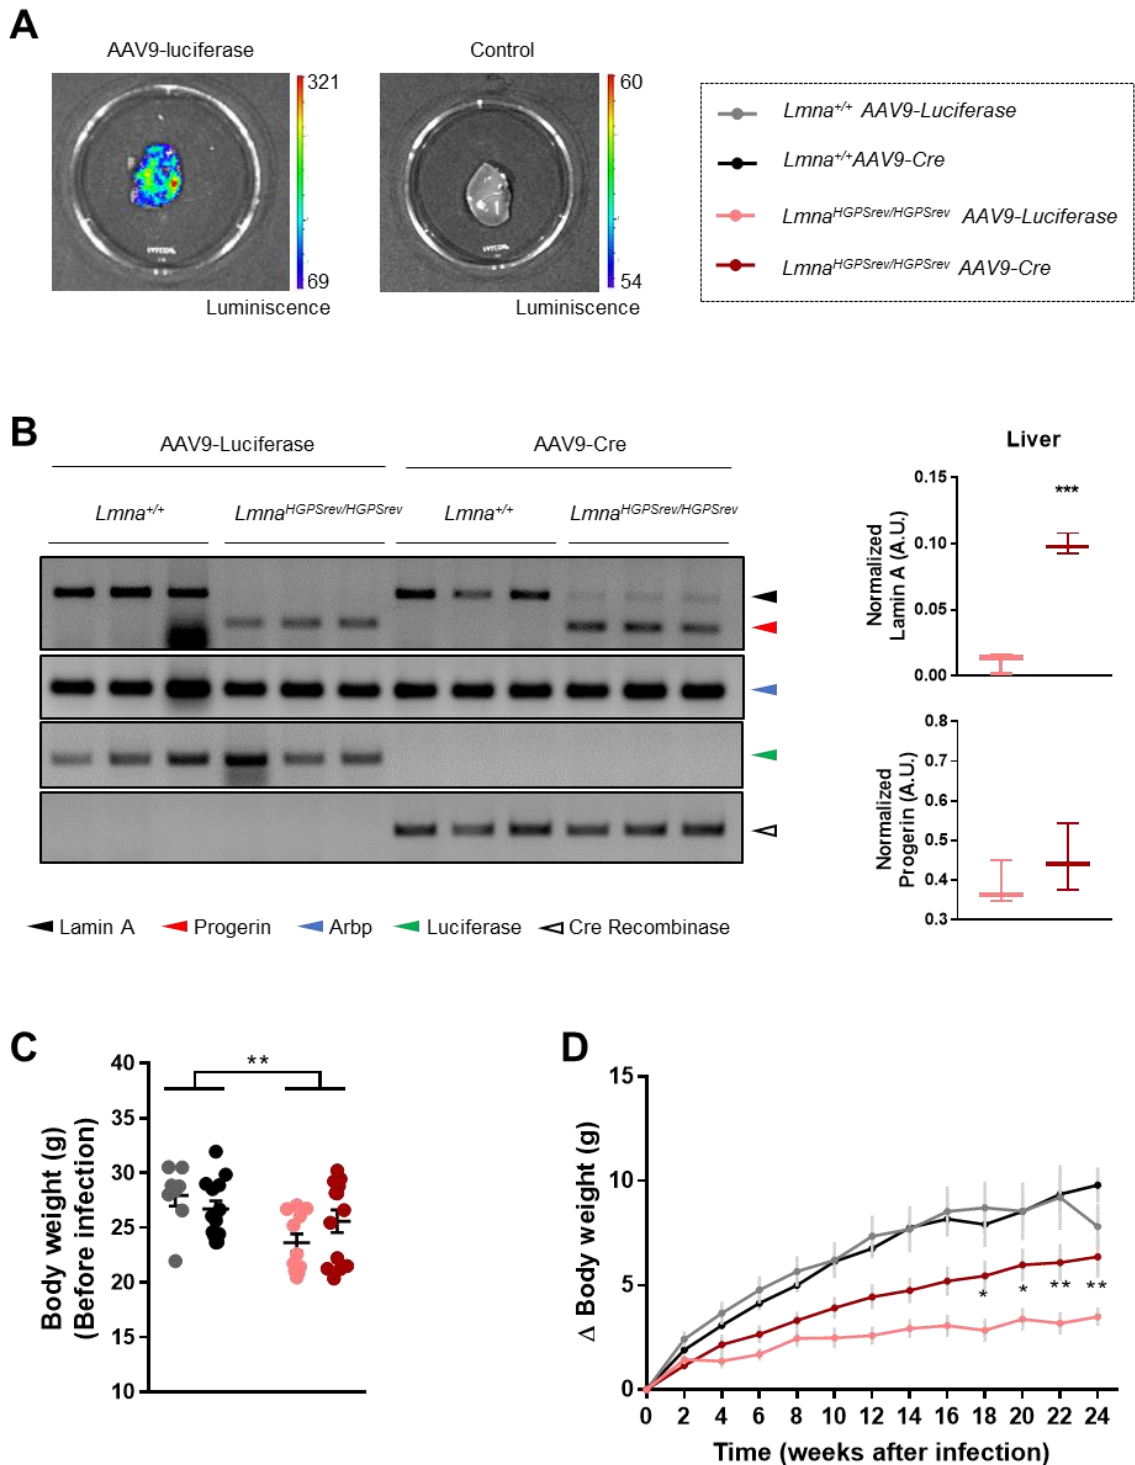 A
AAV9-luciferase
Control
321
69
Luminiscence
60
54
Luminiscence
Lmna+/+ AAV9-Luciferase
Lmna+/+AAV9-Cre
LmnaHGPSrev/HGPSrev AAV9-Luciferase
LmnaHGPSrev/HGPSrev AAV9-Cre
B
AAV9-Luciferase
AAV9-Cre
Lmna+/+
LmnaHGPSrev/HGPSrev
Lmna+/+
LmnaHGPSrev/HGPSrev
Lamin A
Progerin
Arbp
Luciferase
Cre Recombinase
Liver
Normalized
Lamin A (A.U.)
0.15
0.10
0.05
0.00
***
Normalized
Progerin (A.U.)
0.8
0.7
0.6
0.5
0.4
0.3
C
Body weight (g)
(Before infection)
40
35
30
25
20
15
10
**
D
Δ Body weight (g)
15
10
5
0
* * ** **
0 2 4 6 8 10 12 14 16 18 20 22 24
Time (weeks after infection)